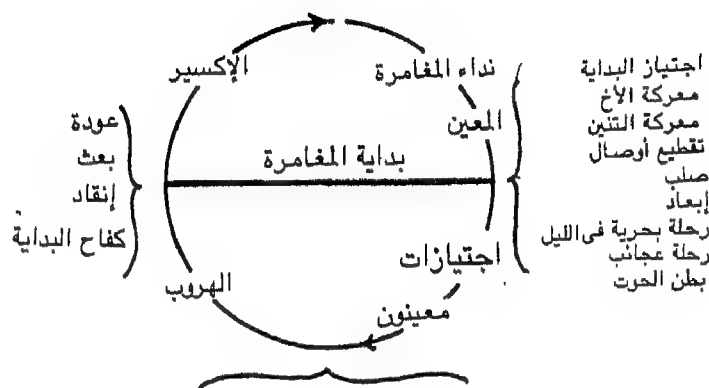 نداء المغامرة
الإكسير
المعين
بداية المغامرة
اجتيازات
معينون
الهروب
اجتياز البداية
معركة الأخ
معركة التنين
تقطيع أوصال
صلب
إبعاد
رحلة بحرية فى الليل
رحلة عجائب
بطن الحوت
عودة
بعث
إنقاد
كفاح البداية